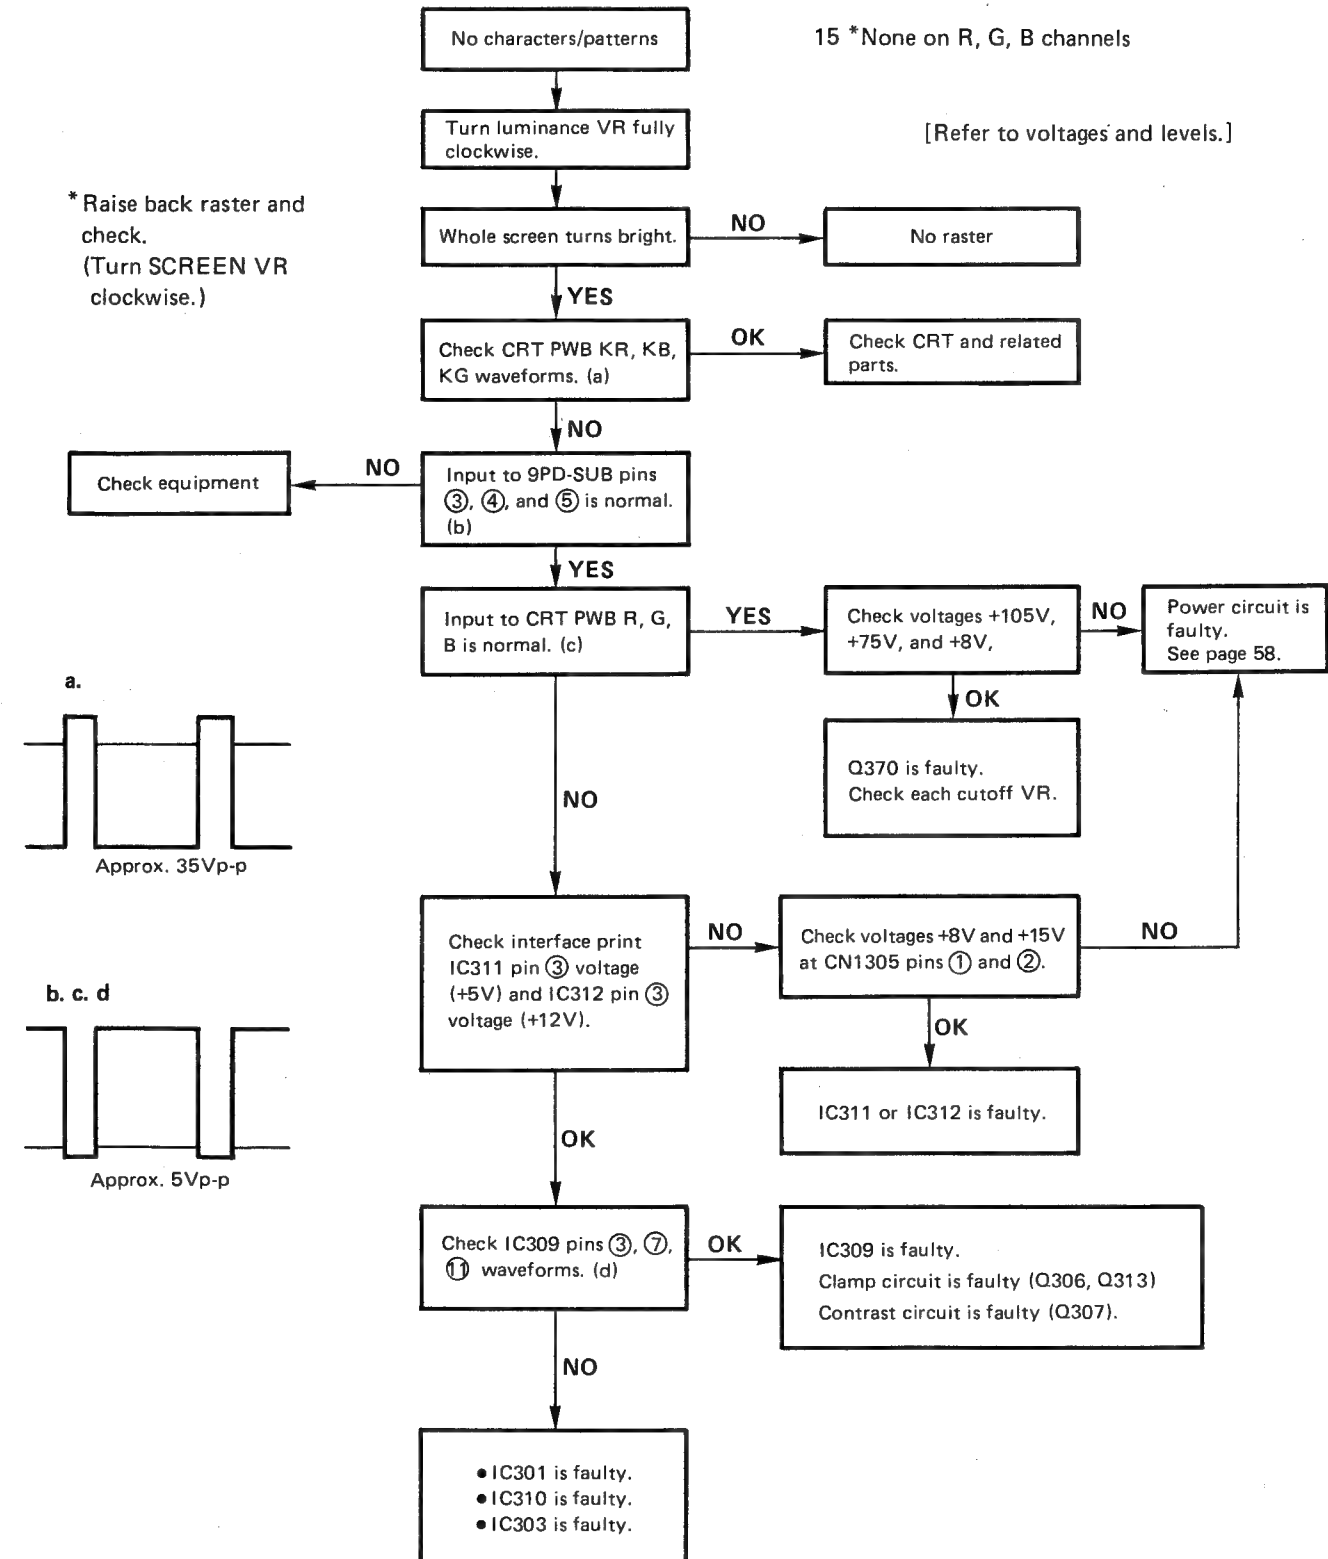 No characters/patterns
15 *None on R, G, B channels
Turn luminance VR fully
clockwise.
[Refer to voltages and levels.]
* Raise back raster and
check.
(Turn SCREEN VR
clockwise.)
Whole screen turns bright.
NO
No raster
YES
Check CRT PWB KR, KB,
KG waveforms. (a)
OK
Check CRT and related
parts.
NO
Check equipment
NO
Input to 9PD-SUB pins
③, ④, and ⑤ is normal.
(b)
YES
Input to CRT PWB R, G,
B is normal. (c)
YES
Check voltages +105V,
+75V, and +8V,
NO
Power circuit is
faulty.
See page 58.
OK
Q370 is faulty.
Check each cutoff VR.
a.
Approx. 35Vp-p
NO
b. c. d
Approx. 5Vp-p
Check interface print
IC311 pin ③ voltage
(+5V) and IC312 pin ③
voltage (+12V).
NO
Check voltages +8V and +15V
at CN1305 pins ① and ②.
NO
OK
IC311 or IC312 is faulty.
OK
Check IC309 pins ③, ⑦,
⑪ waveforms. (d)
OK
IC309 is faulty.
Clamp circuit is faulty (Q306, Q313)
Contrast circuit is faulty (Q307).
NO
● IC301 is faulty.
● IC310 is faulty.
● IC303 is faulty.